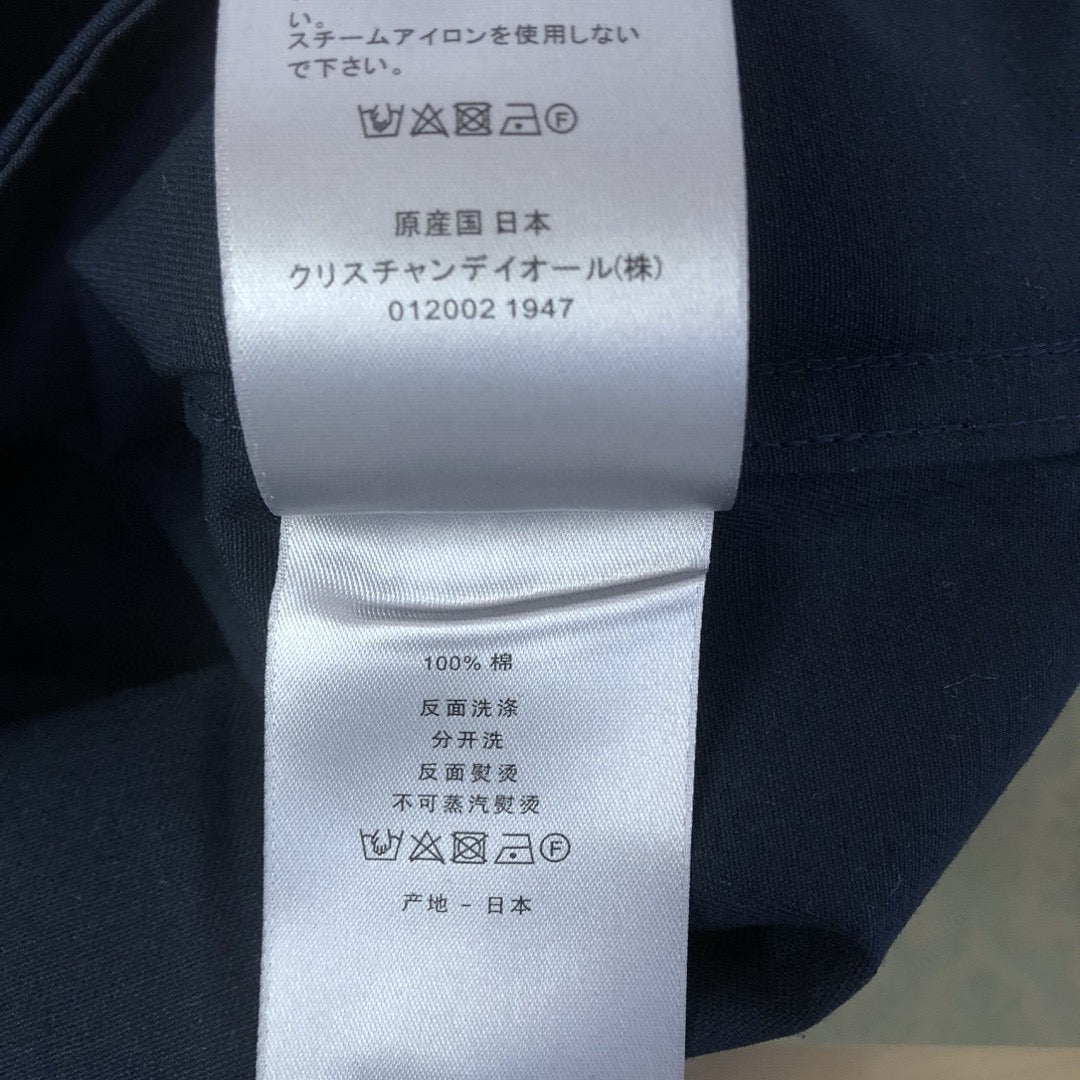 い。
スチームアイロンを使用しない
で下さい。
F
原産国 日本
クリスチャンデイオール(株)
012002 1947
100% 棉
反面洗涤
分开洗
反面熨烫
不可蒸汽熨烫
F
产地 - 日本